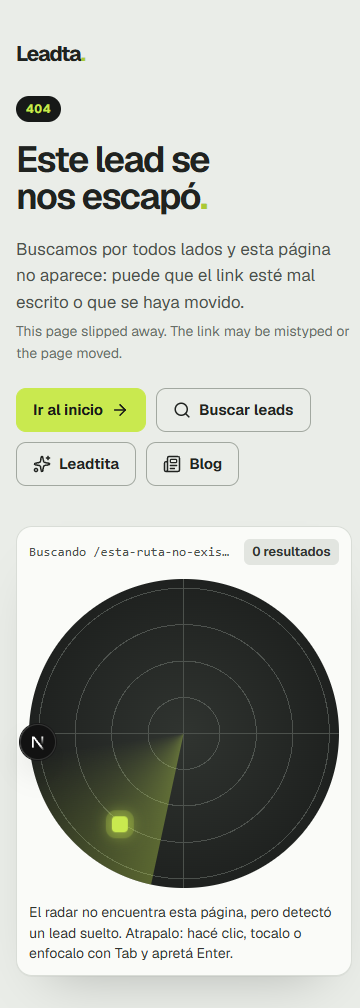 Leadta.
404
Este lead se
nos escapó.
Buscamos por todos lados y esta página
no aparece: puede que el link esté mal
escrito o que se haya movido.
This page slipped away. The link may be mistyped or
the page moved.
Ir al inicio →
Buscar leads
Leadtita
Blog
Buscando /esta-ruta-no-exis…
0 resultados
N
El radar no encuentra esta página, pero detectó
un lead suelto. Atrapalo: hacé clic, tocalo o
enfocalo con Tab y apretá Enter.